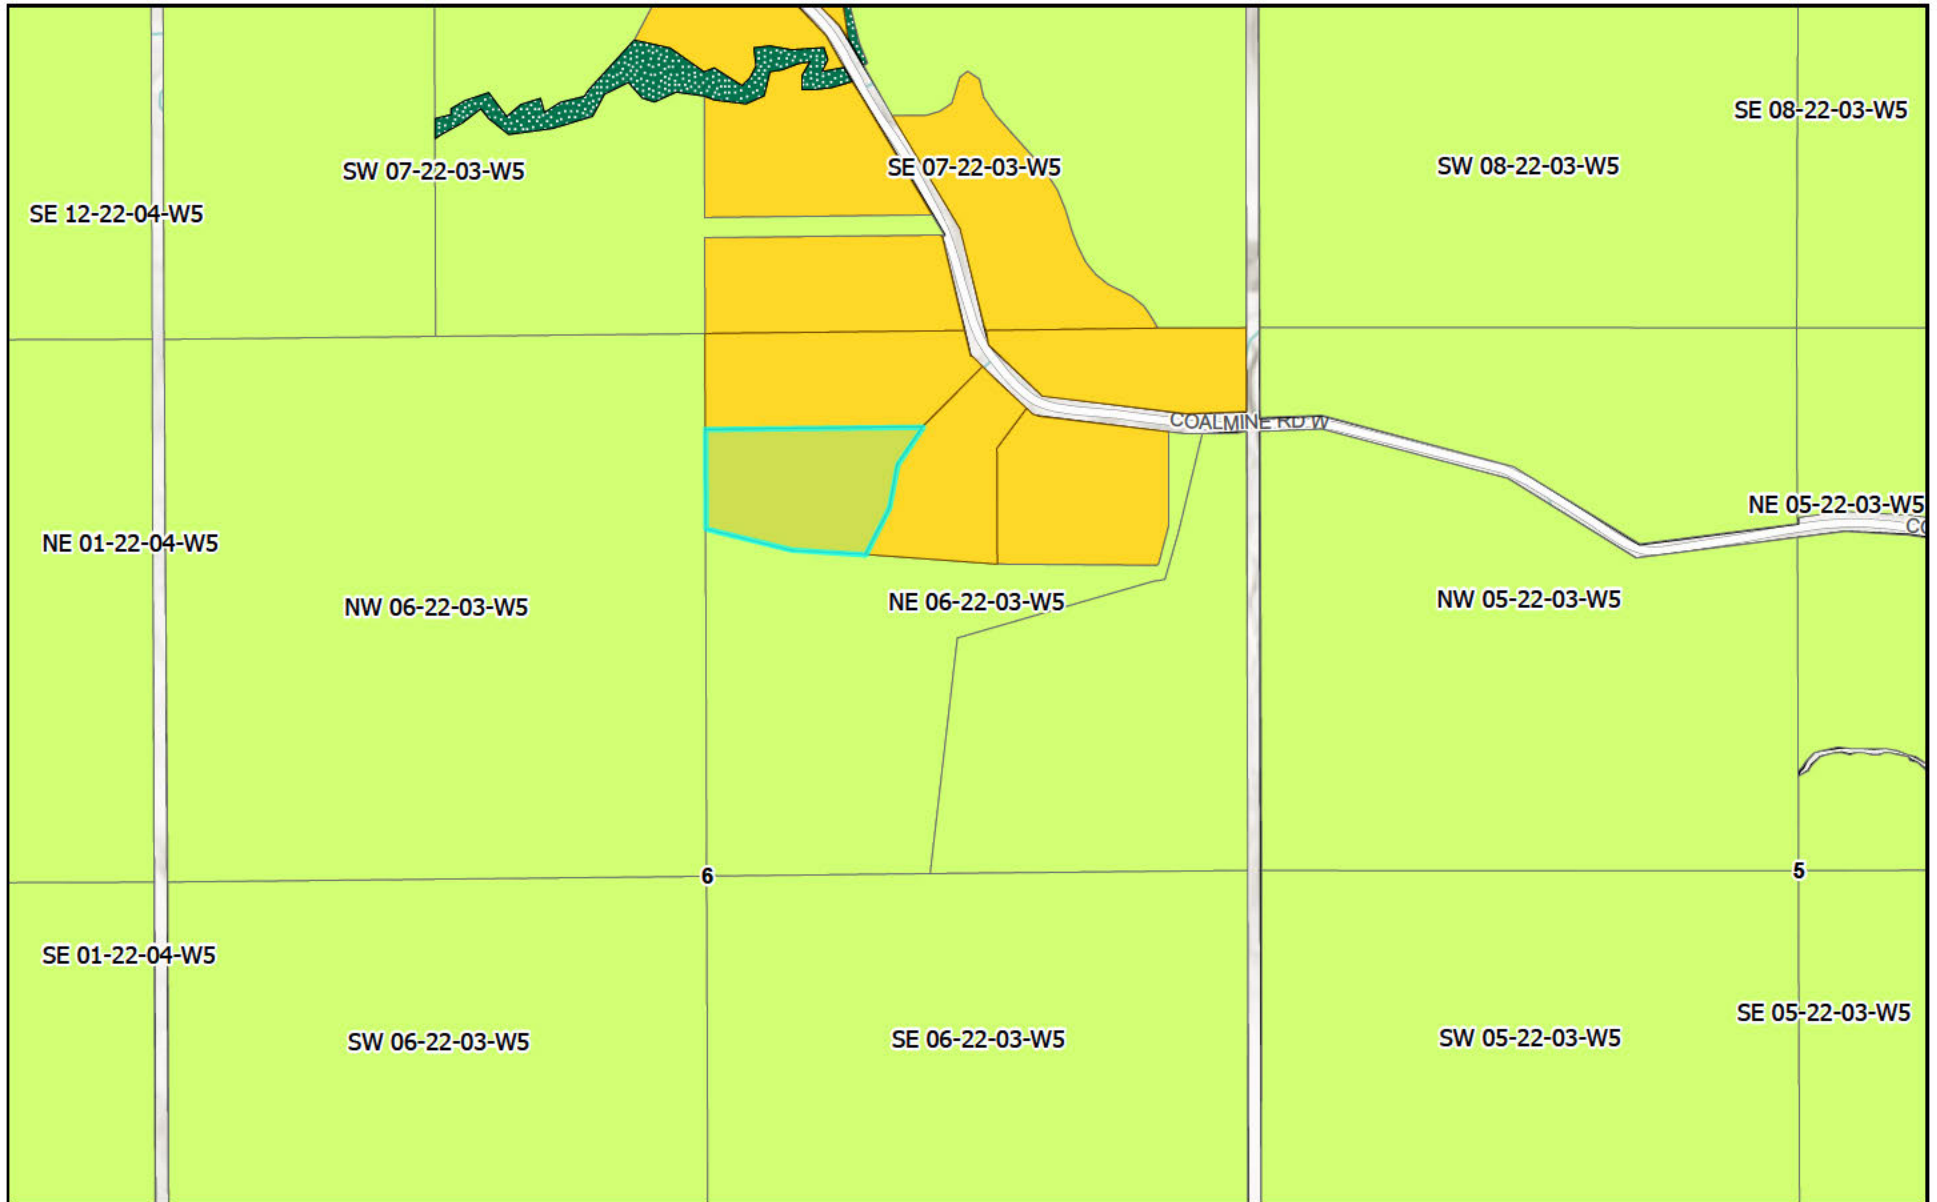 SE 08-22-03-W5
SW 07-22-03-W5
SE 07-22-03-W5
SW 08-22-03-W5
SE 12-22-04-W5
COALMINE RD W
NE 05-22-03-W5
CO
NE 01-22-04-W5
NW 06-22-03-W5
NE 06-22-03-W5
NW 05-22-03-W5
6
5
SE 01-22-04-W5
SW 06-22-03-W5
SE 06-22-03-W5
SW 05-22-03-W5
SE 05-22-03-W5